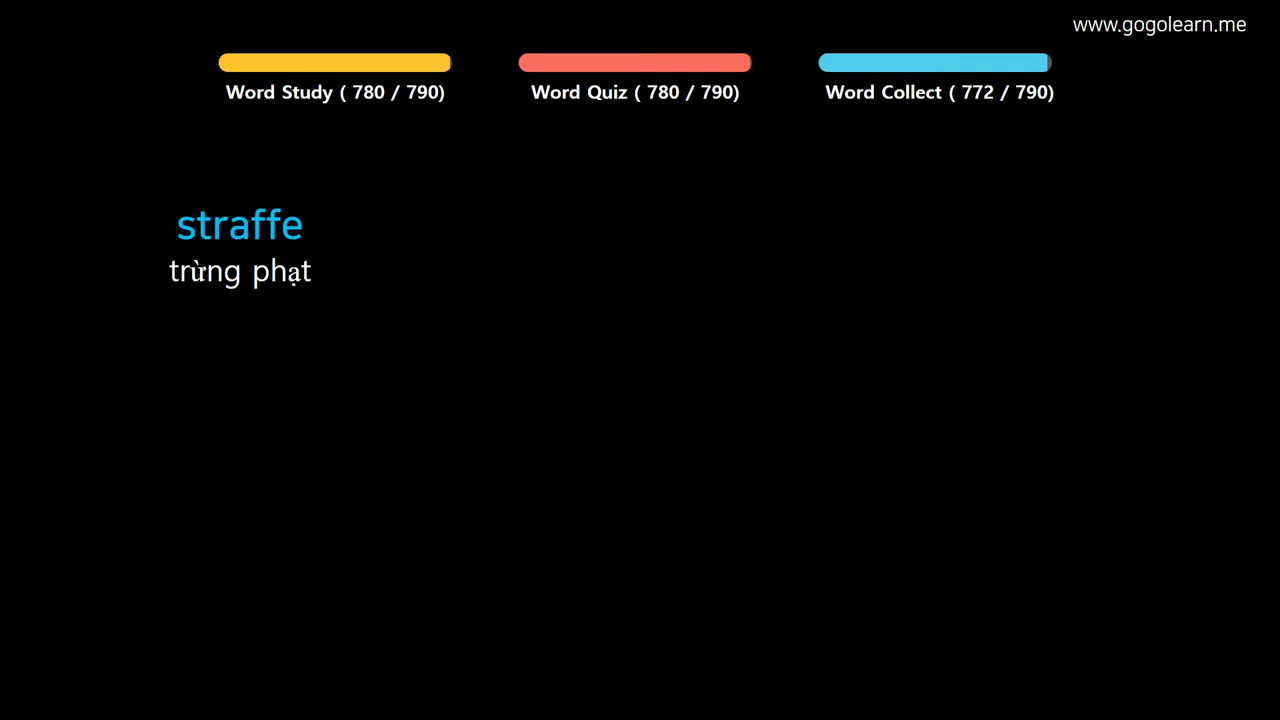 www.gogolearn.me
Word Study ( 780 / 790)
Word Quiz ( 780 / 790)
Word Collect ( 772 / 790)
straffe
trừng phạt